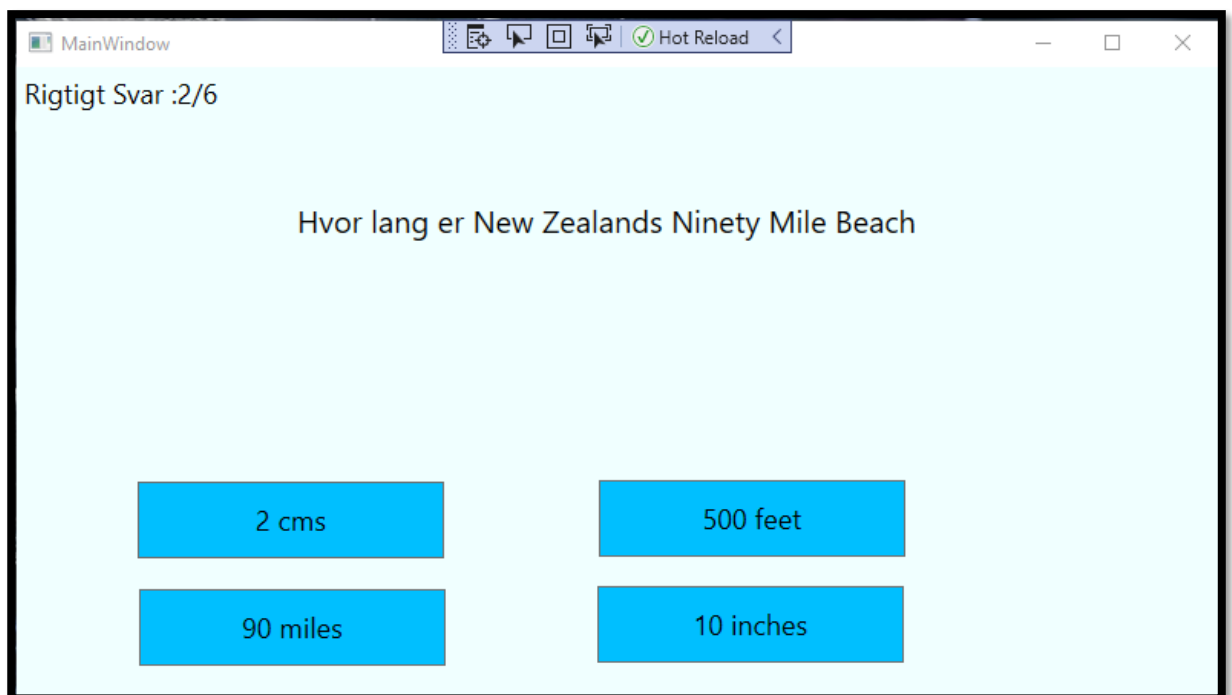 MainWindow
Hot Reload
Rigtigt Svar :2/6
Hvor lang er New Zealands Ninety Mile Beach
2 cms
500 feet
90 miles
10 inches